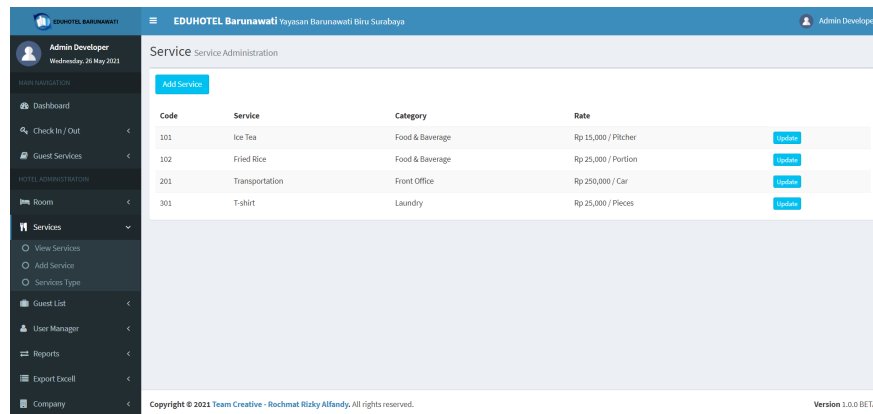 EDUHOTEL BARUNAWATI
EDUHOTEL Barunawati Yayasan Barunawati Biru Surabaya
Admin Develope
Admin Developer
Wednesday, 26 May 2021
MAIN NAVIGATION
Dashboard
Check In / Out
Guest Services
HOTEL ADMINISTRATOIN
Room
Services
View Services
Add Service
Services Type
Guest List
User Manager
Reports
Export Excell
Company
Service Service Administration
Add Service
Code Service Category Rate
101 Ice Tea Food & Baverage Rp 15,000 / Pitcher Update
102 Fried Rice Food & Baverage Rp 25,000 / Portion Update
201 Transportation Front Office Rp 250,000 / Car Update
301 T-shirt Laundry Rp 25,000 / Pieces Update
Copyright © 2021 Team Creative - Rochmat Rizky Alfandy. All rights reserved.
Version 1.0.0 BETA